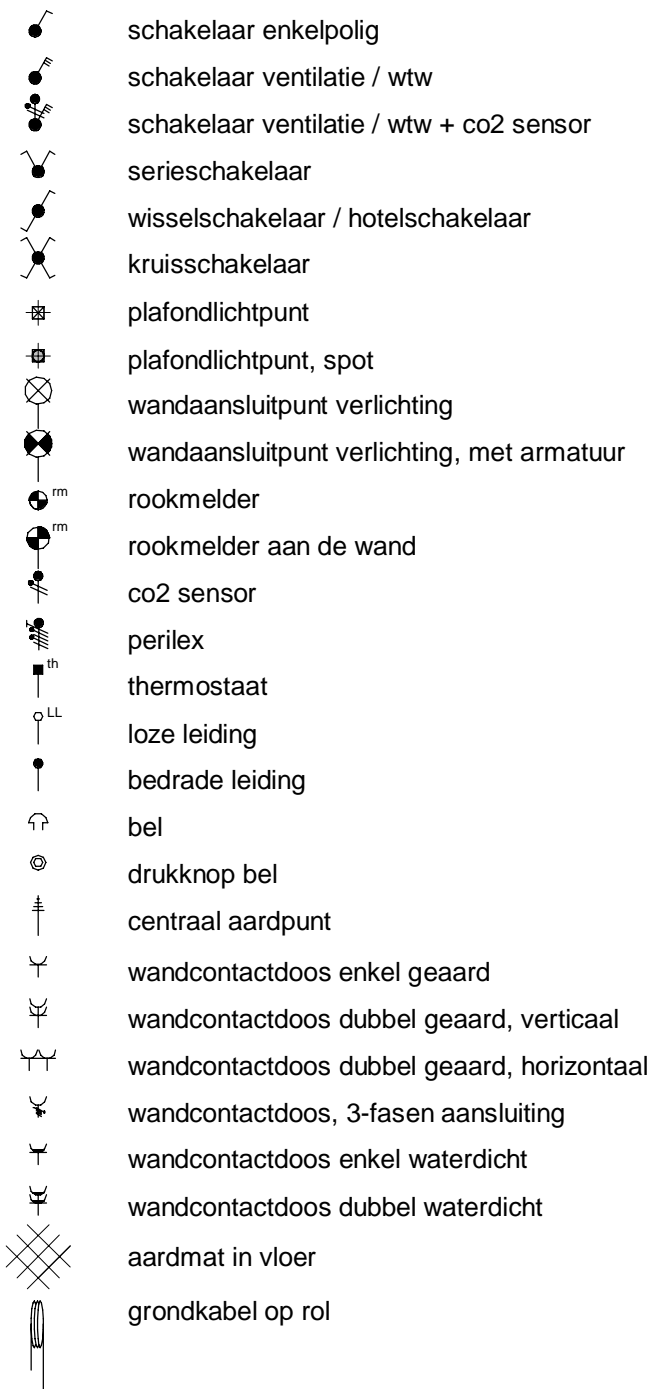 schakelaar enkelpolig
schakelaar ventilatie / wtw
schakelaar ventilatie / wtw + co2 sensor
serieschakelaar
wisselschakelaar / hotelschakelaar
kruisschakelaar
plafondlichtpunt
plafondlichtpunt, spot
wandaansluitpunt verlichting
wandaansluitpunt verlichting, met armatuur
rm rookmelder
rm rookmelder aan de wand
co2 sensor
perilex
th thermostaat
LL loze leiding
bedrade leiding
bel
drukknop bel
centraal aardpunt
wandcontactdoos enkel geaard
wandcontactdoos dubbel geaard, verticaal
wandcontactdoos dubbel geaard, horizontaal
wandcontactdoos, 3-fasen aansluiting
wandcontactdoos enkel waterdicht
wandcontactdoos dubbel waterdicht
aardmat in vloer
grondkabel op rol